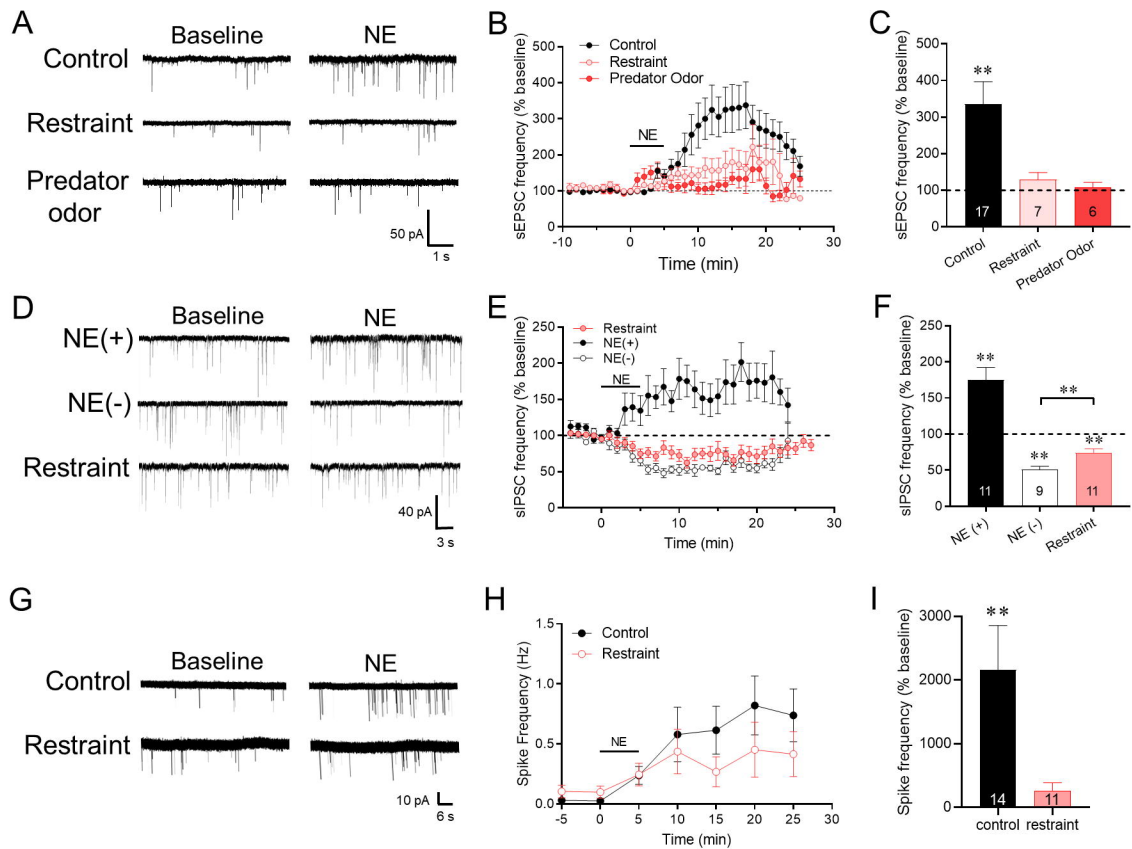 A
Baseline
NE
Control
Restraint
Predator
odor
50 pA
1 s
B
Control
Restraint
Predator Odor
NE
sEPSC frequency (% baseline)
500
400
300
200
100
0
-10
0
10
20
30
Time (min)
C
sEPSC frequency (% baseline)
500
400
300
200
100
0
**
17
7
6
Control
Restraint
Predator Odor
D
Baseline
NE
NE(+)
NE(-)
Restraint
40 pA
3 s
E
Restraint
NE(+)
NE(-)
NE
sIPSC frequency (% baseline)
250
200
150
100
50
0
0
10
20
30
Time (min)
F
sIPSC frequency (% baseline)
250
200
150
100
50
0
**
**
**
**
11
9
11
NE (+)
NE (-)
Restraint
G
Baseline
NE
Control
Restraint
10 pA
6 s
H
Control
Restraint
NE
Spike Frequency (Hz)
1.5
1.0
0.5
0.0
-5
0
5
10
15
20
25
30
Time (min)
I
Spike frequency (% baseline)
3000
2000
1000
0
**
14
11
control restraint